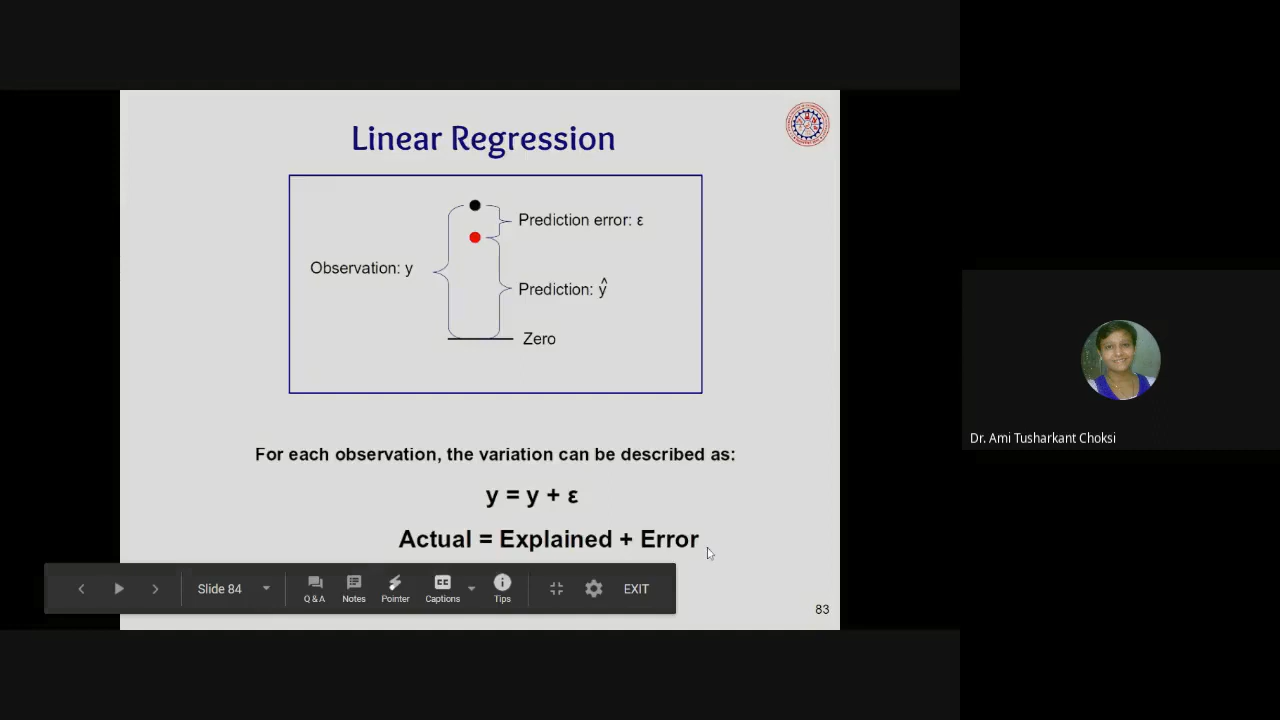 Linear Regression
Prediction error: ε
Observation: y
Prediction: ŷ
Zero
For each observation, the variation can be described as:
y = y + ε
Actual = Explained + Error
Slide 84
Q & A
Notes
Pointer
CC
Captions
Tips
EXIT
83
Dr. Ami Tusharkant Choksi